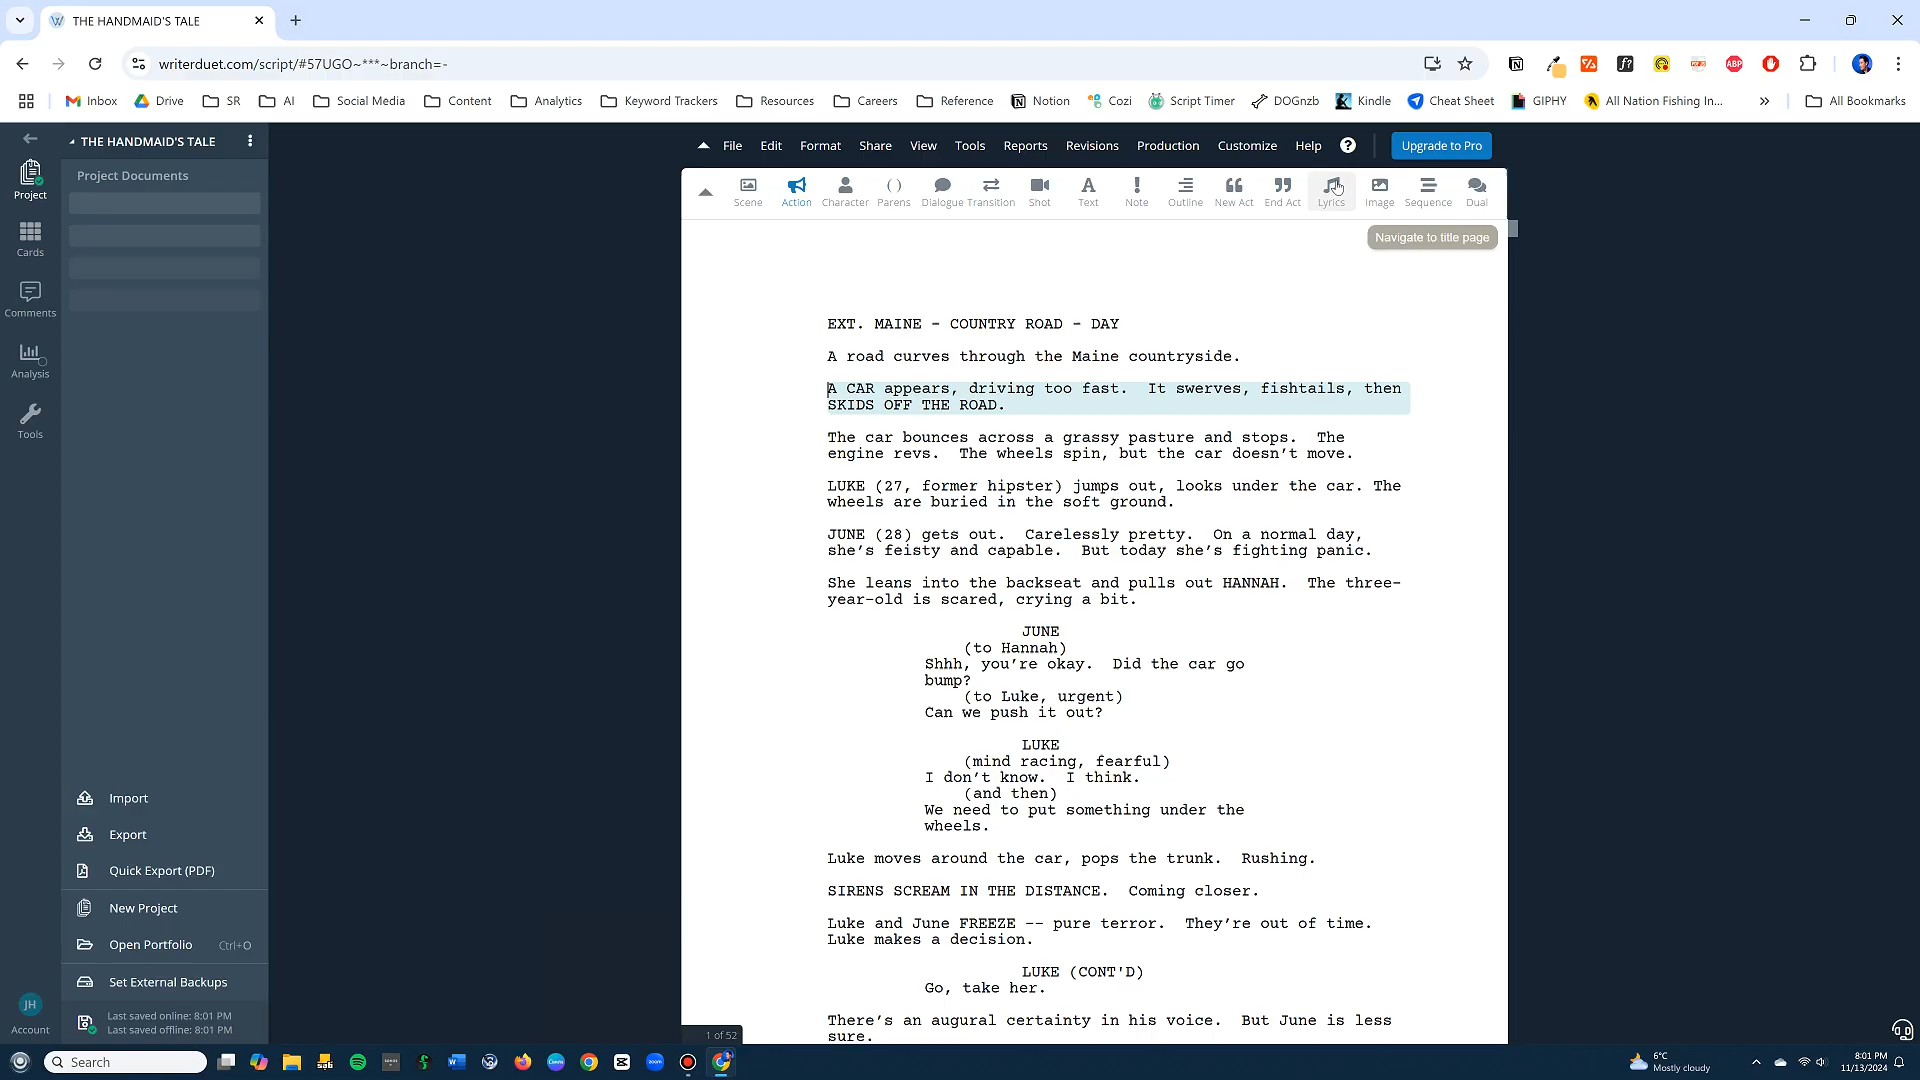 THE HANDMAID'S TALE
writerduet.com/script/#57UGO~***~branch=-
Inbox
Drive
SR
AI
Social Media
Content
Analytics
Keyword Trackers
Resources
Careers
Reference
Notion
Cozi
Script Timer
DOGnzb
Kindle
Cheat Sheet
GIPHY
All Nation Fishing In...
All Bookmarks
THE HANDMAID'S TALE
File Edit Format Share View Tools Reports Revisions Production Customize Help
Upgrade to Pro
Project
Project Documents
Cards
Comments
Analysis
Tools
Scene Action Character Parens Dialogue Transition Shot Text Note Outline New Act End Act Lyrics Image Sequence Dual
Navigate to title page
EXT. MAINE - COUNTRY ROAD - DAY
A road curves through the Maine countryside.
A CAR appears, driving too fast.  It swerves, fishtails, then
SKIDS OFF THE ROAD.
The car bounces across a grassy pasture and stops.  The
engine revs.  The wheels spin, but the car doesn't move.
LUKE (27, former hipster) jumps out, looks under the car. The
wheels are buried in the soft ground.
JUNE (28) gets out.  Carelessly pretty.  On a normal day,
she's feisty and capable.  But today she's fighting panic.
She leans into the backseat and pulls out HANNAH.  The three-
year-old is scared, crying a bit.
JUNE
(to Hannah)
Shhh, you're okay.  Did the car go
bump?
(to Luke, urgent)
Can we push it out?
LUKE
(mind racing, fearful)
I don't know.  I think.
(and then)
We need to put something under the
wheels.
Luke moves around the car, pops the trunk.  Rushing.
SIRENS SCREAM IN THE DISTANCE.  Coming closer.
Luke and June FREEZE -- pure terror.  They're out of time.
Luke makes a decision.
LUKE (CONT'D)
Go, take her.
There's an augural certainty in his voice.  But June is less
sure.
1 of 52
Import
Export
Quick Export (PDF)
New Project
Open Portfolio Ctrl+O
Set External Backups
Last saved online: 8:01 PM
Last saved offline: 8:01 PM
JH
Account
Search
6°C
Mostly cloudy
8:01 PM
11/13/2024